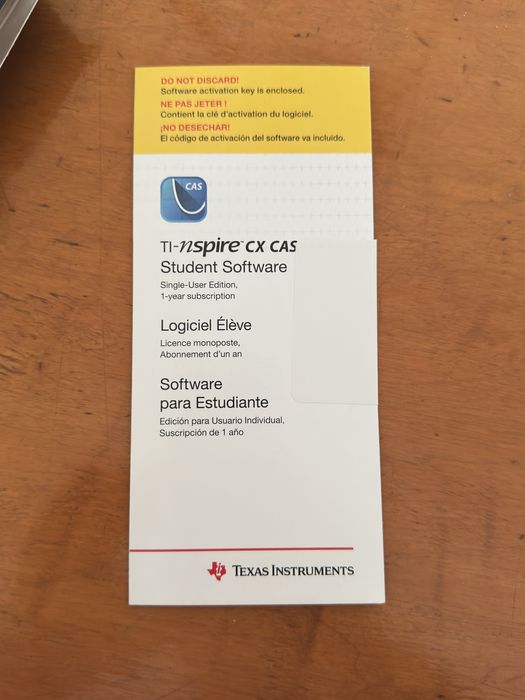 DO NOT DISCARD!
Software activation key is enclosed.
NE PAS JETER !
Contient la clé d'activation du logiciel.
¡NO DESECHAR!
El código de activación del software va incluido.
CAS
TI-nspire™ CX CAS
Student Software
Single-User Edition,
1-year subscription
Logiciel Élève
Licence monoposte,
Abonnement d'un an
Software
para Estudiante
Edición para Usuario Individual,
Suscripción de 1 año
TEXAS INSTRUMENTS